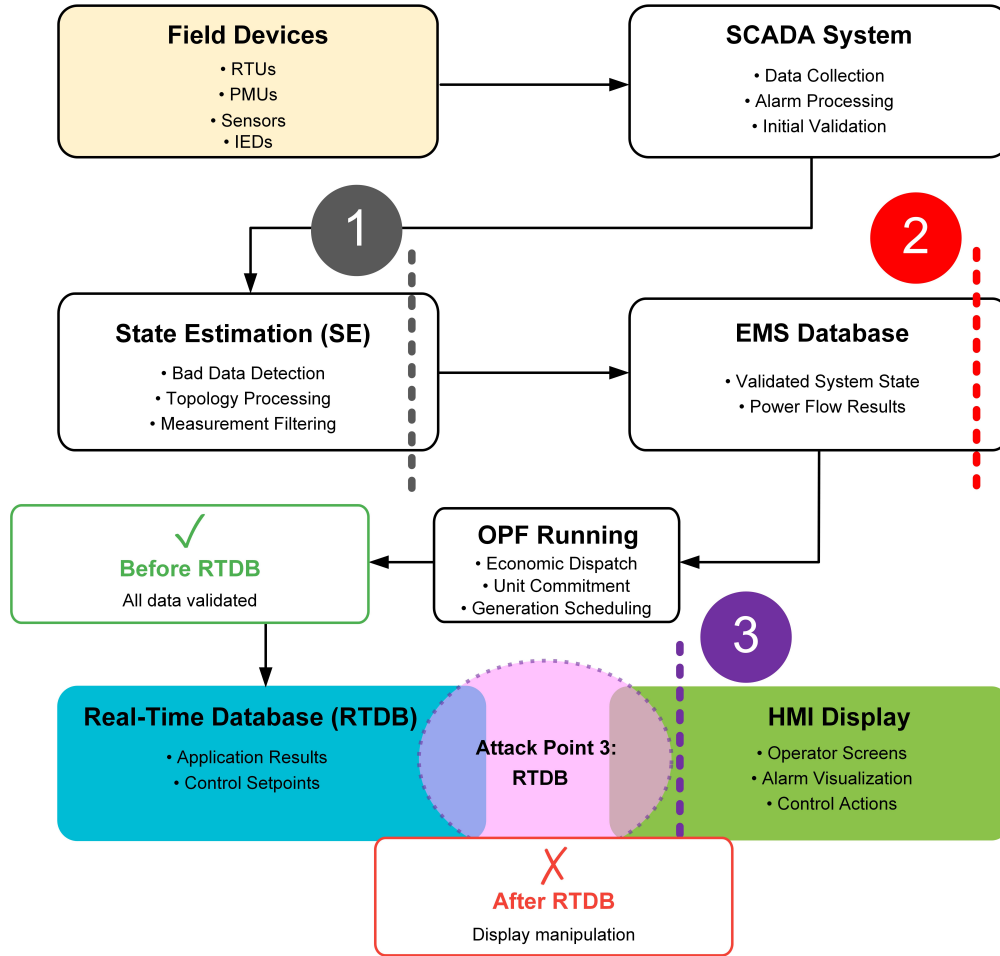 Field Devices
• RTUs
• PMUs
• Sensors
• IEDs
SCADA System
• Data Collection
• Alarm Processing
• Initial Validation
1
2
State Estimation (SE)
• Bad Data Detection
• Topology Processing
• Measurement Filtering
EMS Database
• Validated System State
• Power Flow Results
✓
Before RTDB
All data validated
OPF Running
• Economic Dispatch
• Unit Commitment
• Generation Scheduling
3
Real-Time Database (RTDB)
• Application Results
• Control Setpoints
Attack Point 3:
RTDB
HMI Display
• Operator Screens
• Alarm Visualization
• Control Actions
✗
After RTDB
Display manipulation